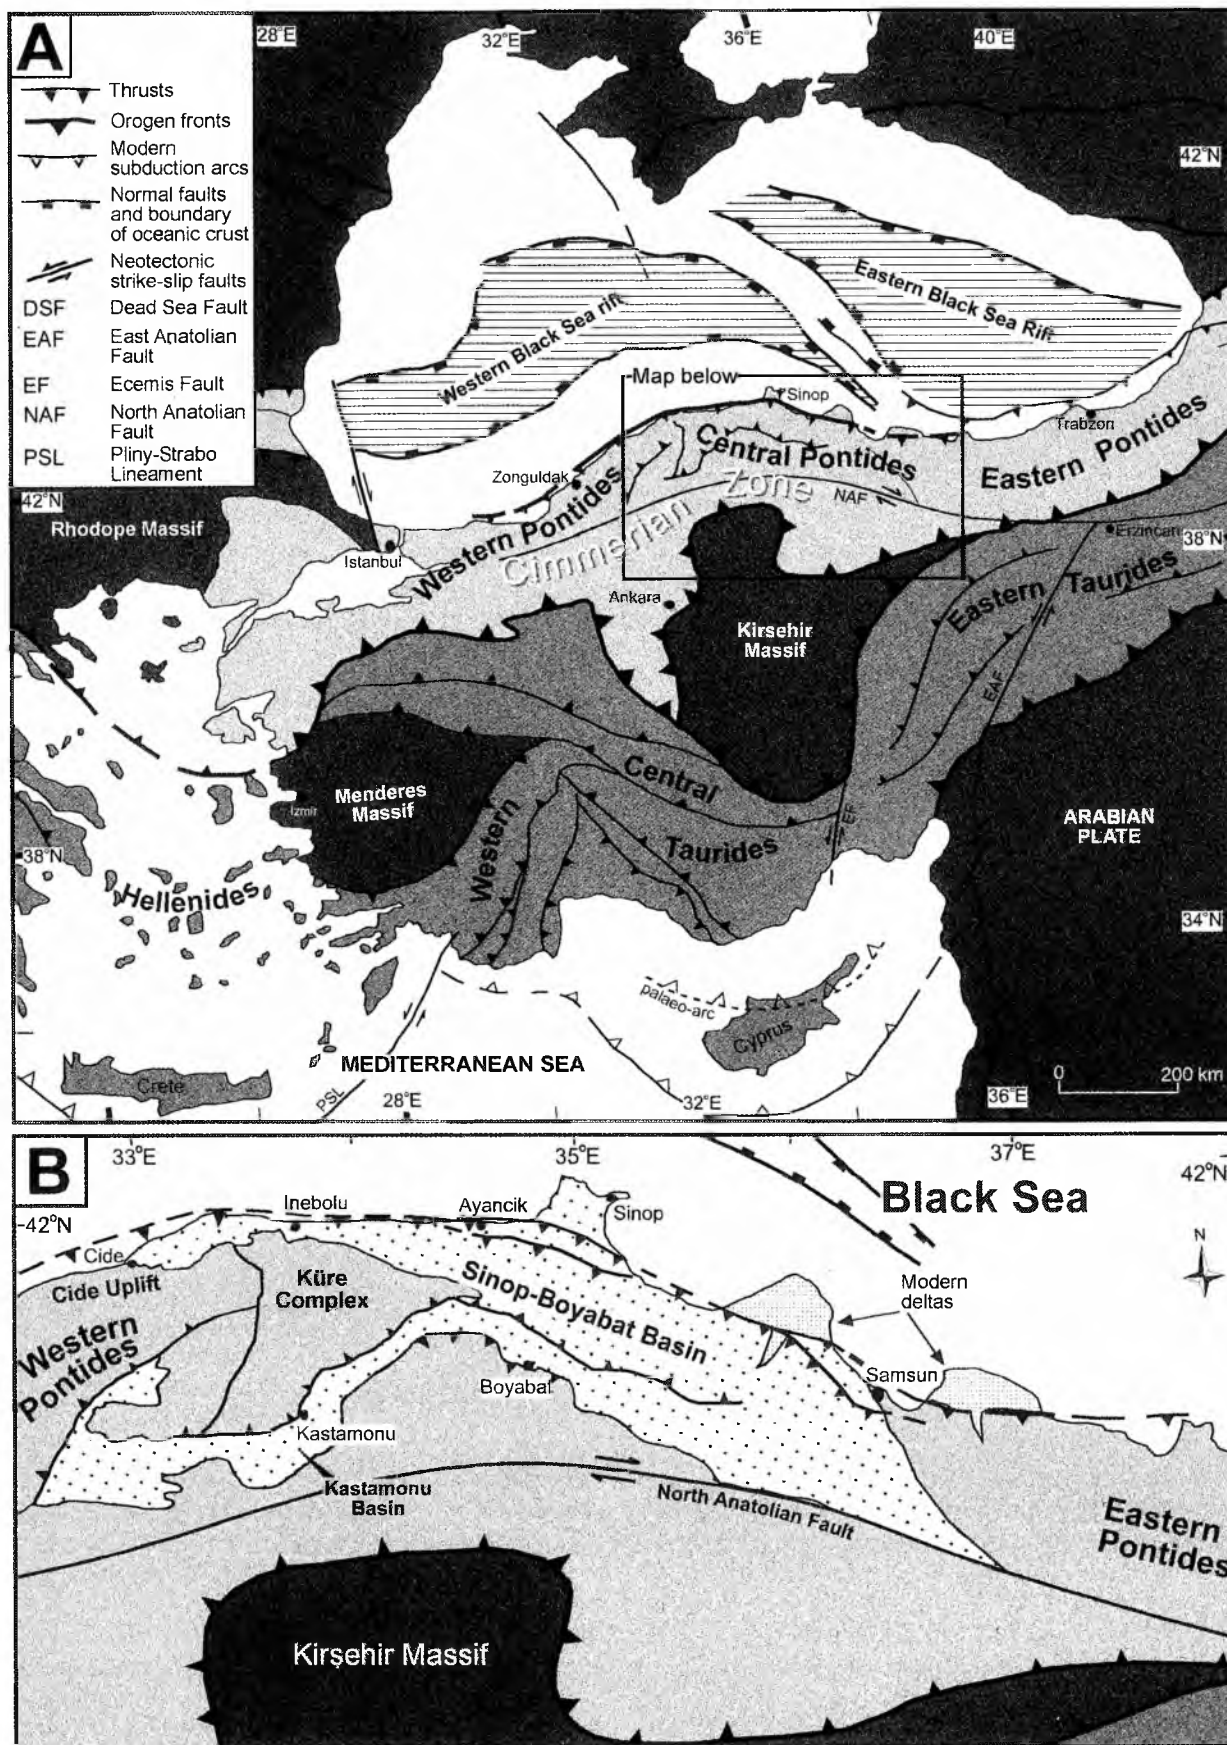 A
28°E
32°E
36°E
40°E
Thrusts
Orogen fronts
Modern
subduction arcs
Normal faults
and boundary
of oceanic crust
Neotectonic
strike-slip faults
DSF Dead Sea Fault
EAF East Anatolian
Fault
EF Ecemis Fault
NAF North Anatolian
Fault
PSL Pliny-Strabo
Lineament
42°N
Western Black Sea rift
Eastern Black Sea Rift
Map below
Sinop
Trabzon
Zonguldak
Central Pontides
Eastern Pontides
Western Pontides
Cimmerian Zone
NAF
42°N
Rhodope Massif
Istanbul
Erzincan
38°N
Ankara
Kirsehir
Massif
Eastern Taurides
EAF
Menderes
Massif
Izmir
Central
Western
Taurides
EF
ARABIAN
PLATE
38°N
Hellenides
34°N
palaeo-arc
Cyprus
MEDITERRANEAN SEA
Crete
PSL
28°E
32°E
36°E
0 200 km
B
33°E
35°E
37°E
42°N
42°N
Black Sea
Inebolu
Ayancik
Sinop
N
Cide
Cide Uplift
Küre
Complex
Sinop-Boyabat Basin
Modern
deltas
Western
Pontides
Samsun
Boyabat
Kastamonu
Kastamonu
Basin
North Anatolian Fault
Eastern
Pontides
Kirşehir Massif